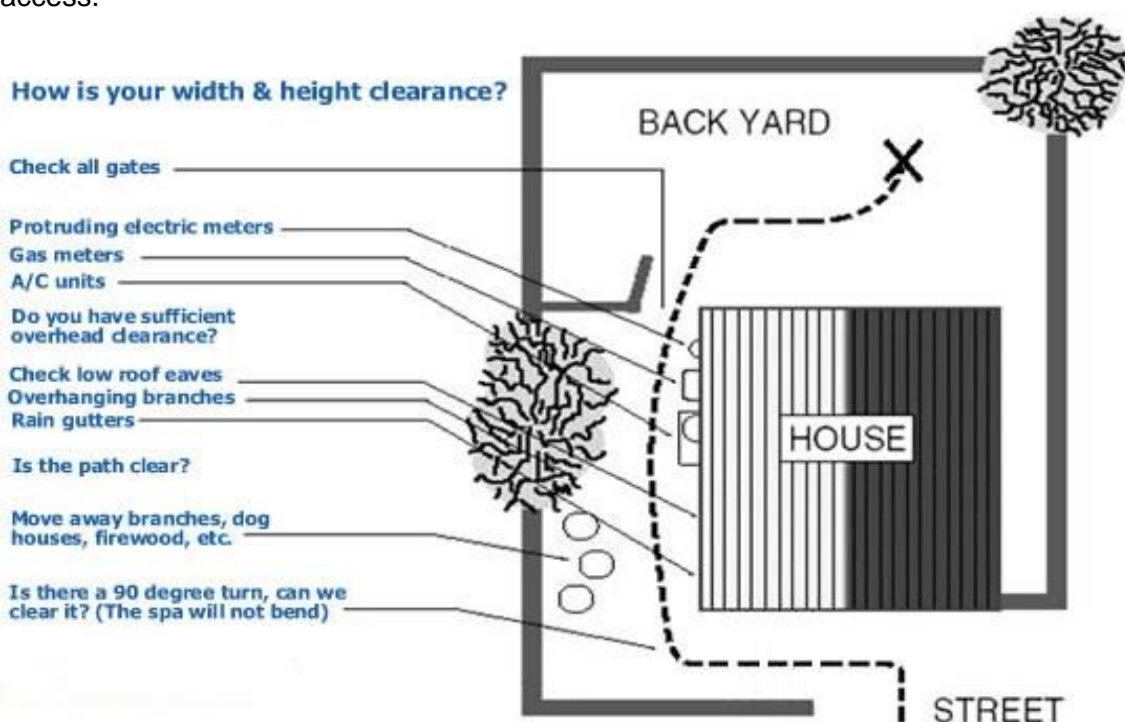 access.
How is your width & height clearance?
BACK YARD
Check all gates
Protruding electric meters
Gas meters
A/C units
Do you have sufficient
overhead clearance?
Check low roof eaves
Overhanging branches
Rain gutters
HOUSE
Is the path clear?
Move away branches, dog
houses, firewood, etc.
Is there a 90 degree turn, can we
clear it? (The spa will not bend)
STREET